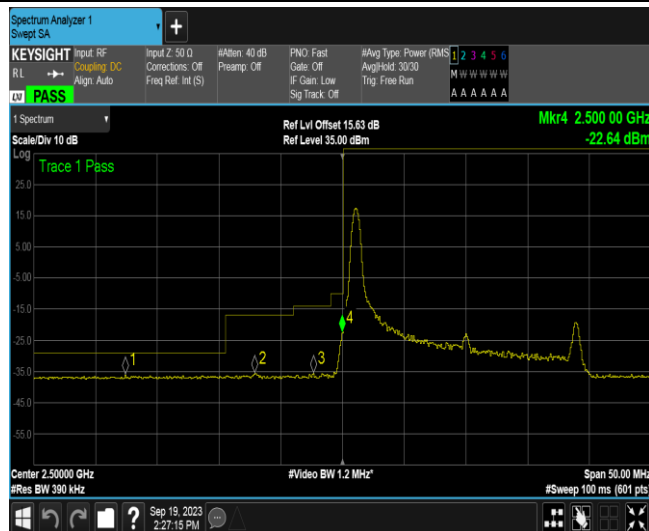 Spectrum Analyzer 1
Swept SA
+
KEYSIGHT Input: RF Input Z: 50 Ω #Atten: 40 dB PNO: Fast #Avg Type: Power (RMS 1 2 3 4 5 6
RL Coupling: DC Corrections: Off Preamp: Off Gate: Off Avg|Hold: 30/30 M W W W W W
Align: Auto Freq Ref: Int (S) IF Gain: Low Trig: Free Run
LXI PASS Sig Track: Off A A A A A A
1 Spectrum Ref Lvl Offset 15.63 dB Mkr4 2.500 00 GHz
Scale/Div 10 dB Ref Level 35.00 dBm -22.64 dBm
Log
Trace 1 Pass
25.0
15.0
5.00
-5.00
-15.0
4
-25.0
1 2 3
-35.0
-45.0
-55.0
Center 2.50000 GHz #Video BW 1.2 MHz* Span 50.00 MHz
#Res BW 390 kHz #Sweep 100 ms (601 pts)
? Sep 19, 2023
2:27:15 PM